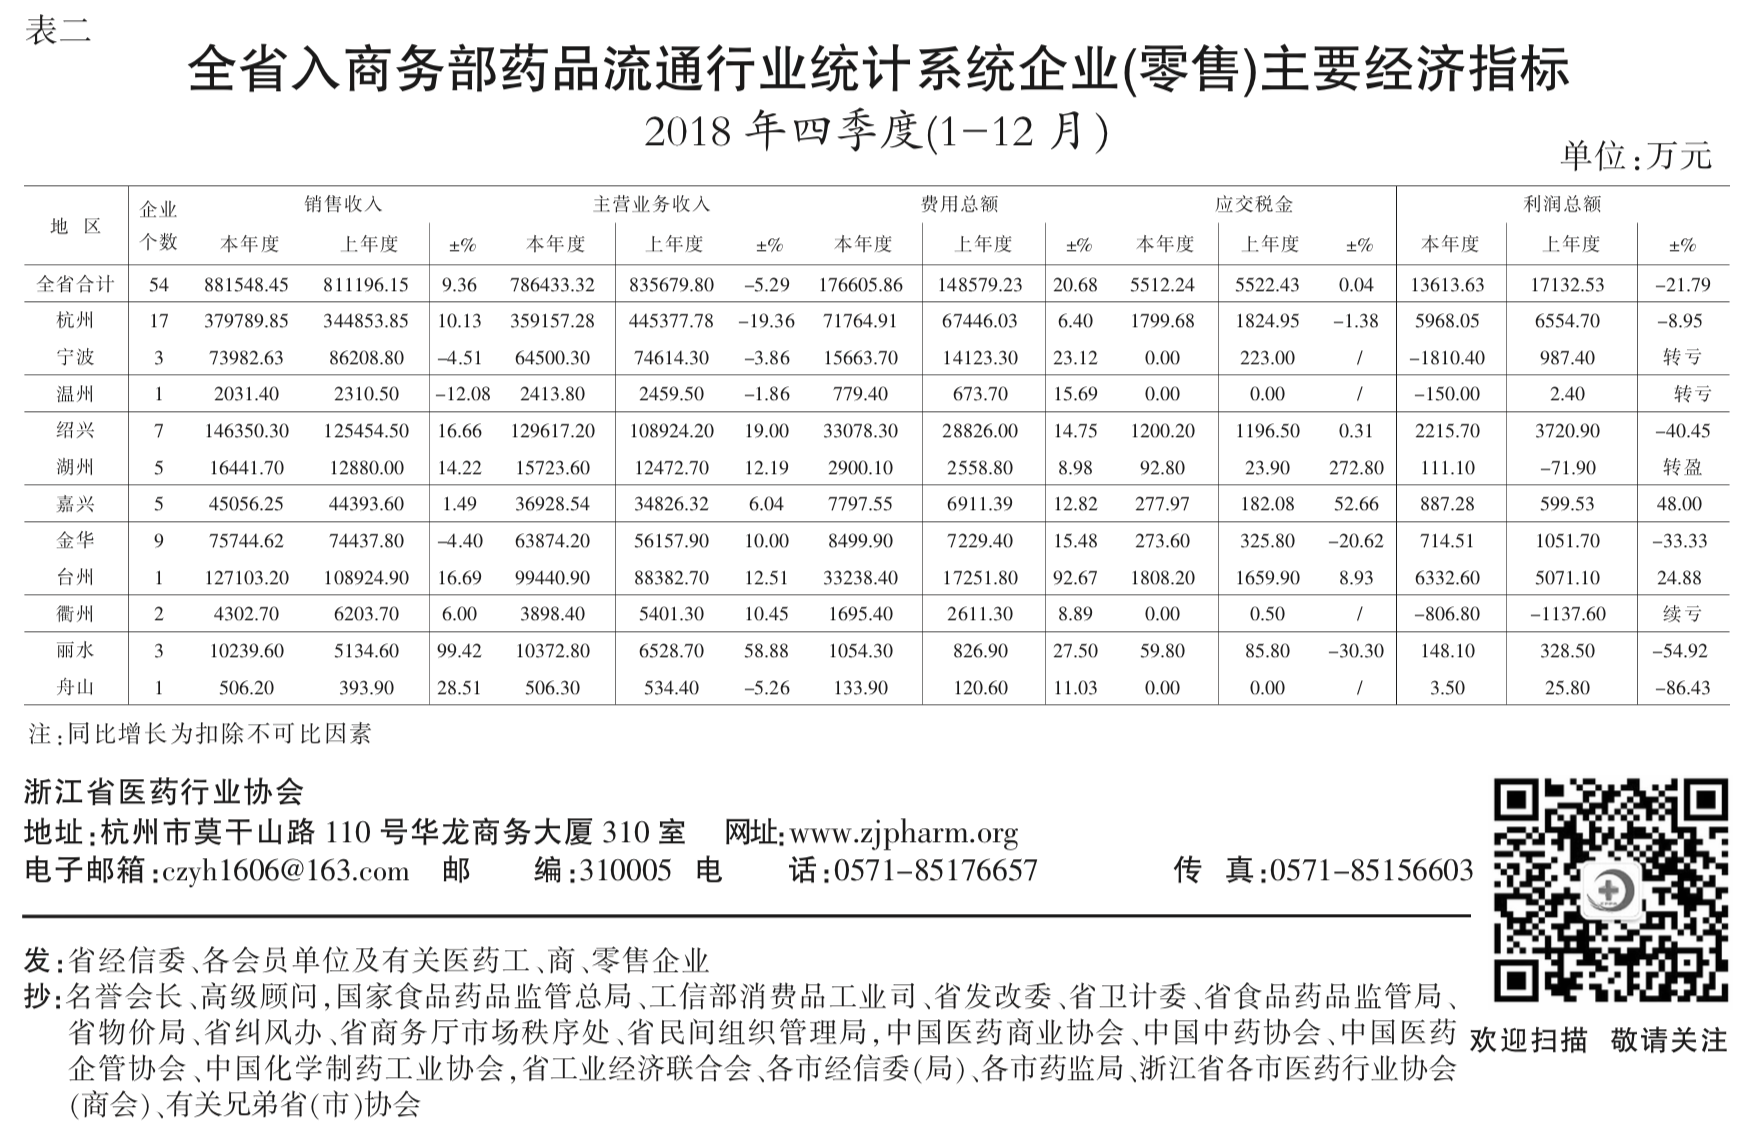 表二
全省入商务部药品流通行业统计系统企业(零售)主要经济指标
2018 年四季度(1-12 月)
单位:万元
地 区 企业个数 销售收入 主营业务收入 费用总额 应交税金 利润总额
本年度 上年度 ±% 本年度 上年度 ±% 本年度 上年度 ±% 本年度 上年度 ±% 本年度 上年度 ±%
全省合计 54 881548.45 811196.15 9.36 786433.32 835679.80 -5.29 176605.86 148579.23 20.68 5512.24 5522.43 0.04 13613.63 17132.53 -21.79
杭州 17 379789.85 344853.85 10.13 359157.28 445377.78 -19.36 71764.91 67446.03 6.40 1799.68 1824.95 -1.38 5968.05 6554.70 -8.95
宁波 3 73982.63 86208.80 -4.51 64500.30 74614.30 -3.86 15663.70 14123.30 23.12 0.00 223.00 / -1810.40 987.40 转亏
温州 1 2031.40 2310.50 -12.08 2413.80 2459.50 -1.86 779.40 673.70 15.69 0.00 0.00 / -150.00 2.40 转亏
绍兴 7 146350.30 125454.50 16.66 129617.20 108924.20 19.00 33078.30 28826.00 14.75 1200.20 1196.50 0.31 2215.70 3720.90 -40.45
湖州 5 16441.70 12880.00 14.22 15723.60 12472.70 12.19 2900.10 2558.80 8.98 92.80 23.90 272.80 111.10 -71.90 转盈
嘉兴 5 45056.25 44393.60 1.49 36928.54 34826.32 6.04 7797.55 6911.39 12.82 277.97 182.08 52.66 887.28 599.53 48.00
金华 9 75744.62 74437.80 -4.40 63874.20 56157.90 10.00 8499.90 7229.40 15.48 273.60 325.80 -20.62 714.51 1051.70 -33.33
台州 1 127103.20 108924.90 16.69 99440.90 88382.70 12.51 33238.40 17251.80 92.67 1808.20 1659.90 8.93 6332.60 5071.10 24.88
衢州 2 4302.70 6203.70 6.00 3898.40 5401.30 10.45 1695.40 2611.30 8.89 0.00 0.50 / -806.80 -1137.60 续亏
丽水 3 10239.60 5134.60 99.42 10372.80 6528.70 58.88 1054.30 826.90 27.50 59.80 85.80 -30.30 148.10 328.50 -54.92
舟山 1 506.20 393.90 28.51 506.30 534.40 -5.26 133.90 120.60 11.03 0.00 0.00 / 3.50 25.80 -86.43
注:同比增长为扣除不可比因素
浙江省医药行业协会
地址:杭州市莫干山路 110 号华龙商务大厦 310 室 网址:www.zjpharm.org
电子邮箱:czyh1606@163.com 邮 编:310005 电 话:0571-85176657 传 真:0571-85156603
发:省经信委、各会员单位及有关医药工、商、零售企业
抄:名誉会长、高级顾问,国家食品药品监管总局、工信部消费品工业司、省发改委、省卫计委、省食品药品监管局、
省物价局、省纠风办、省商务厅市场秩序处、省民间组织管理局,中国医药商业协会、中国中药协会、中国医药
企管协会、中国化学制药工业协会,省工业经济联合会、各市经信委(局)、各市药监局、浙江省各市医药行业协会
(商会)、有关兄弟省(市)协会
欢迎扫描 敬请关注